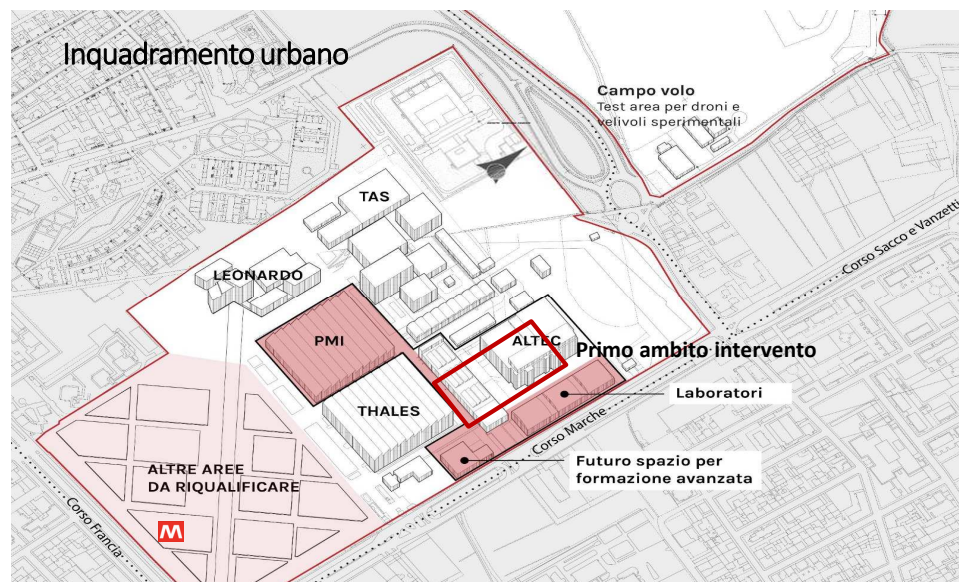 Inquadramento urbano
Campo volo
Test area per droni e
velivoli sperimentali
TAS
Corso Sacco e Vanzetti
LEONARDO
PMI
ALTEC
Primo ambito intervento
Laboratori
THALES
Corso Marche
Futuro spazio per
formazione avanzata
ALTRE AREE
DA RIQUALIFICARE
Corso Francia
M